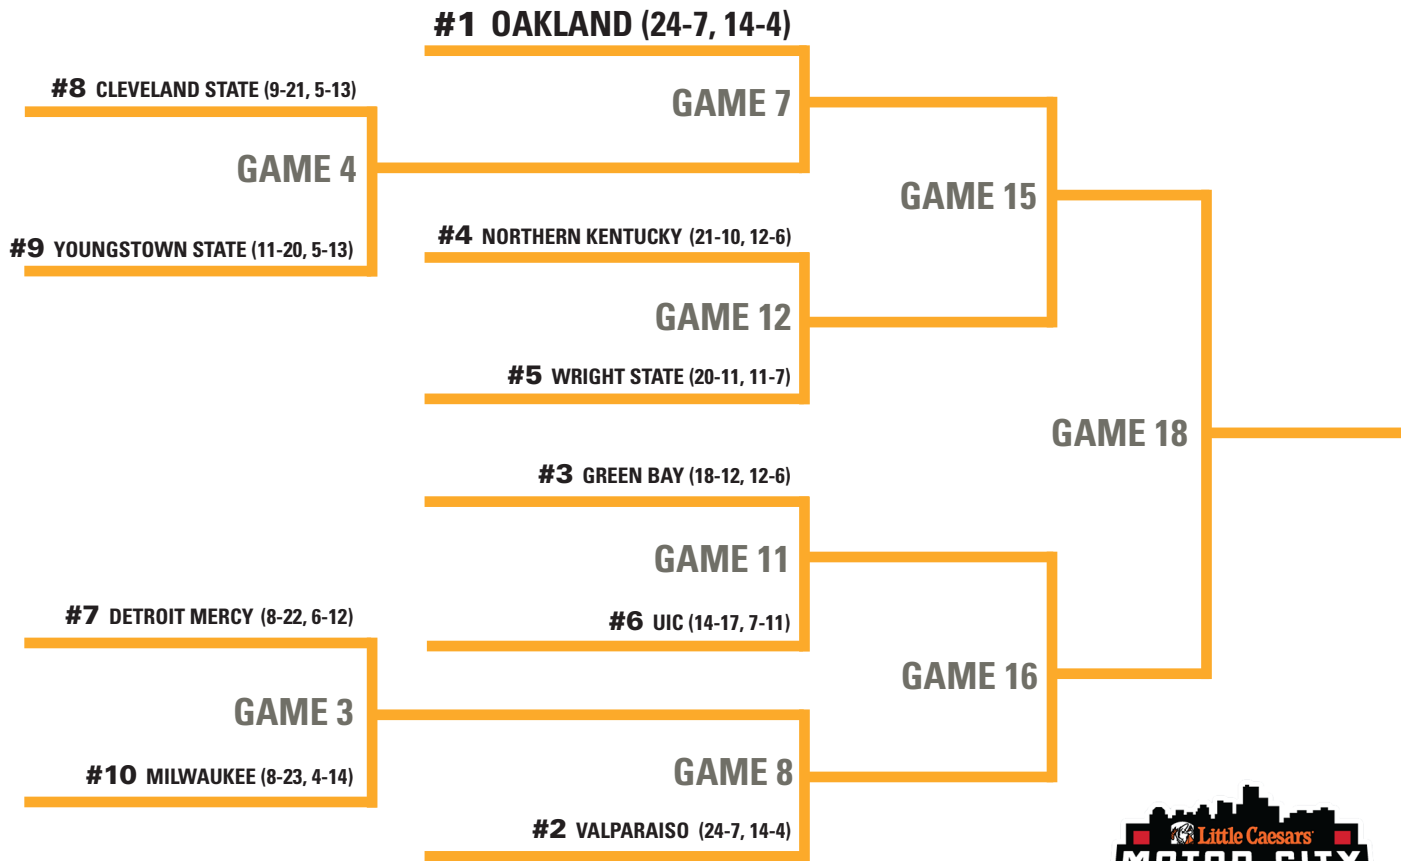 #1 OAKLAND (24-7, 14-4)
#8 CLEVELAND STATE (9-21, 5-13)
GAME 7
GAME 4
GAME 15
#9 YOUNGSTOWN STATE (11-20, 5-13)
#4 NORTHERN KENTUCKY (21-10, 12-6)
GAME 12
#5 WRIGHT STATE (20-11, 11-7)
GAME 18
#3 GREEN BAY (18-12, 12-6)
GAME 11
#7 DETROIT MERCY (8-22, 6-12)
#6 UIC (14-17, 7-11)
GAME 16
GAME 3
#10 MILWAUKEE (8-23, 4-14)
GAME 8
#2 VALPARAISO (24-7, 14-4)
Little Caesars
MOTOR CITY